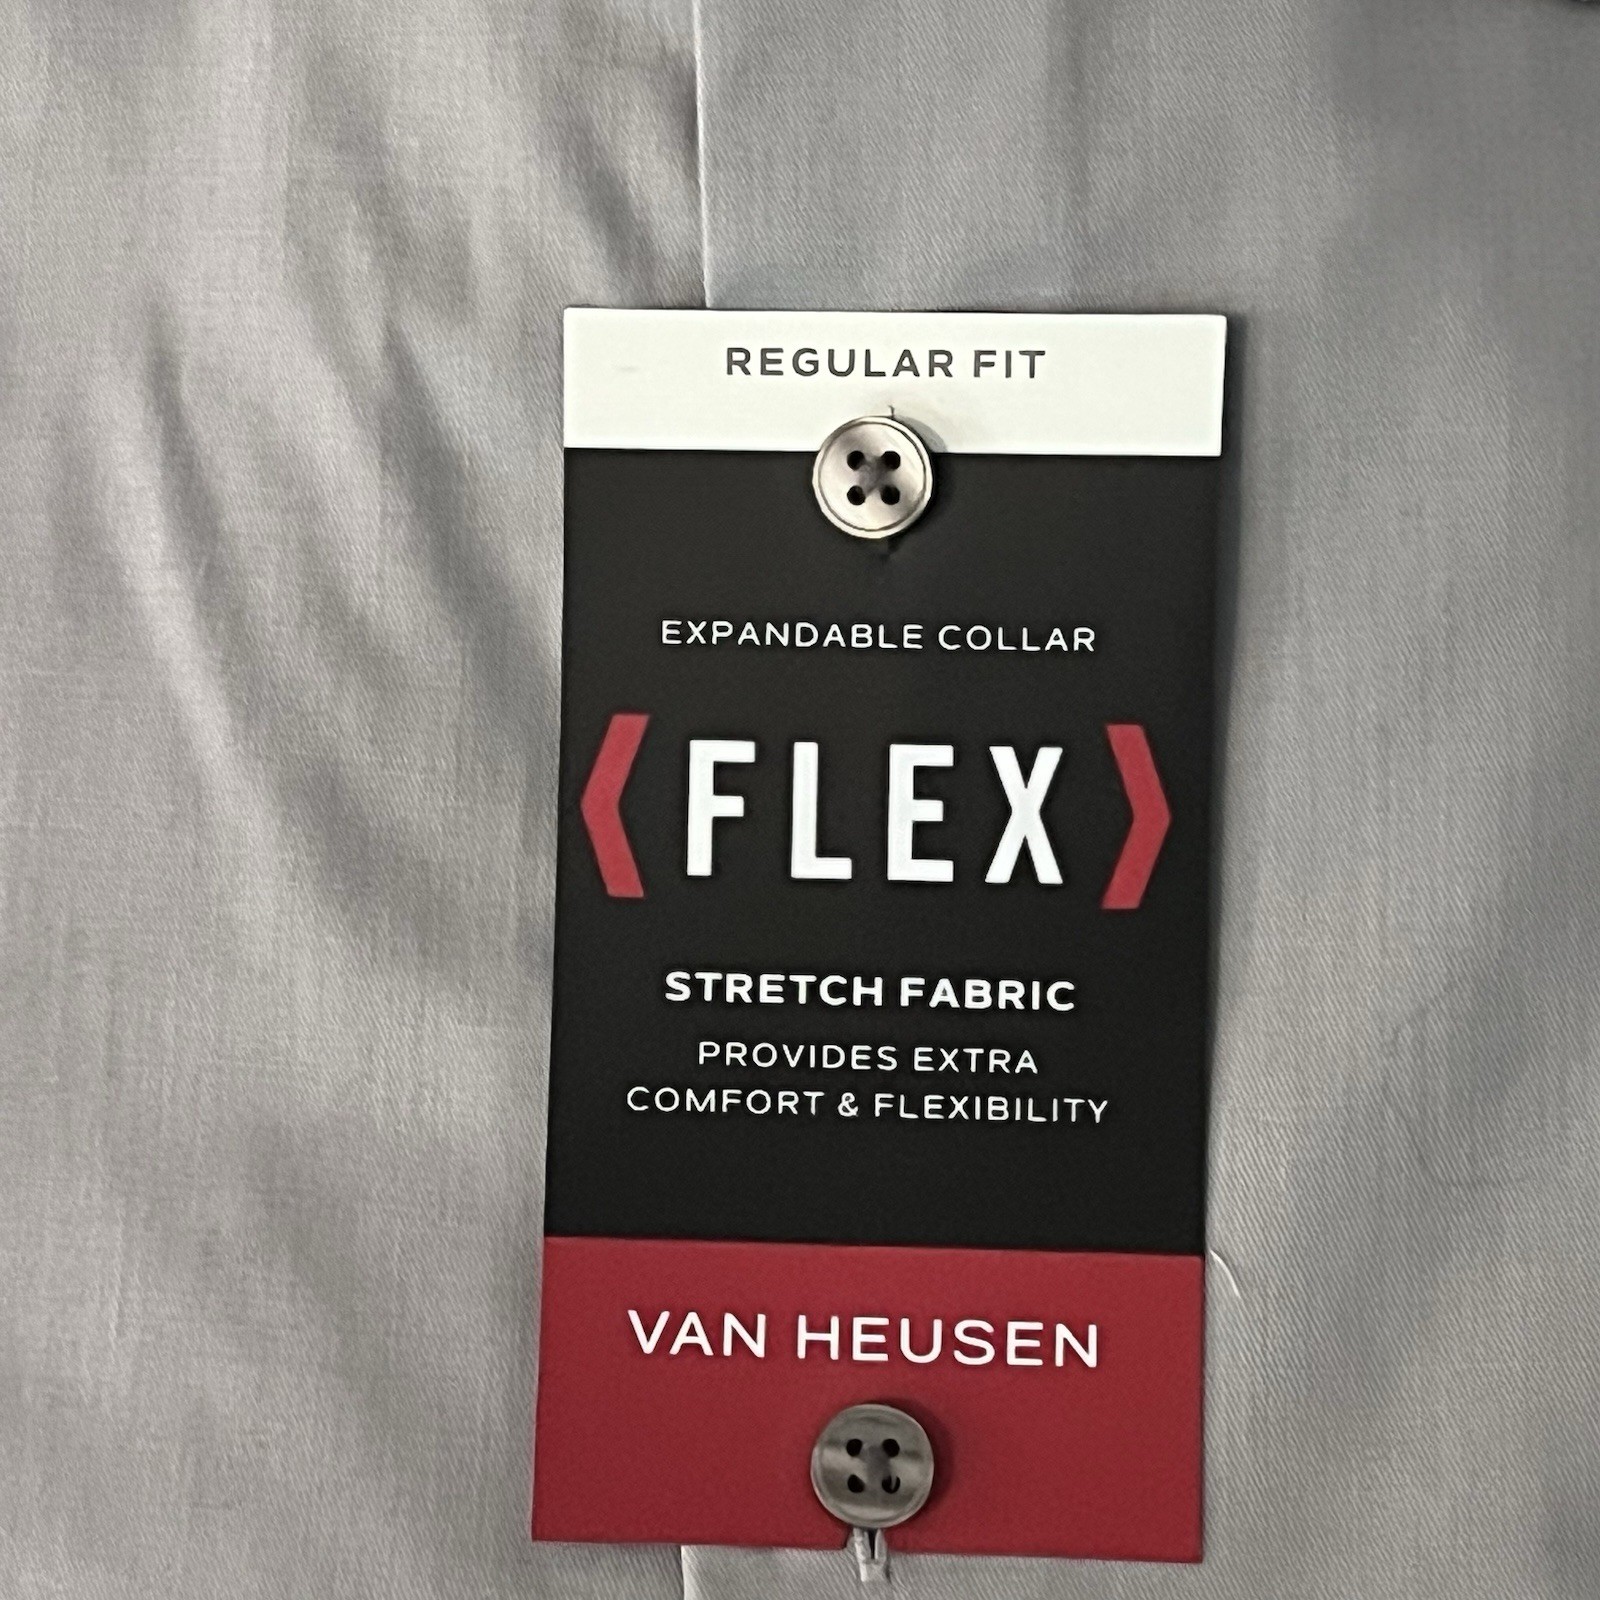 REGULAR FIT
EXPANDABLE COLLAR
FLEX
STRETCH FABRIC
PROVIDES EXTRA
COMFORT & FLEXIBILITY
VAN HEUSEN